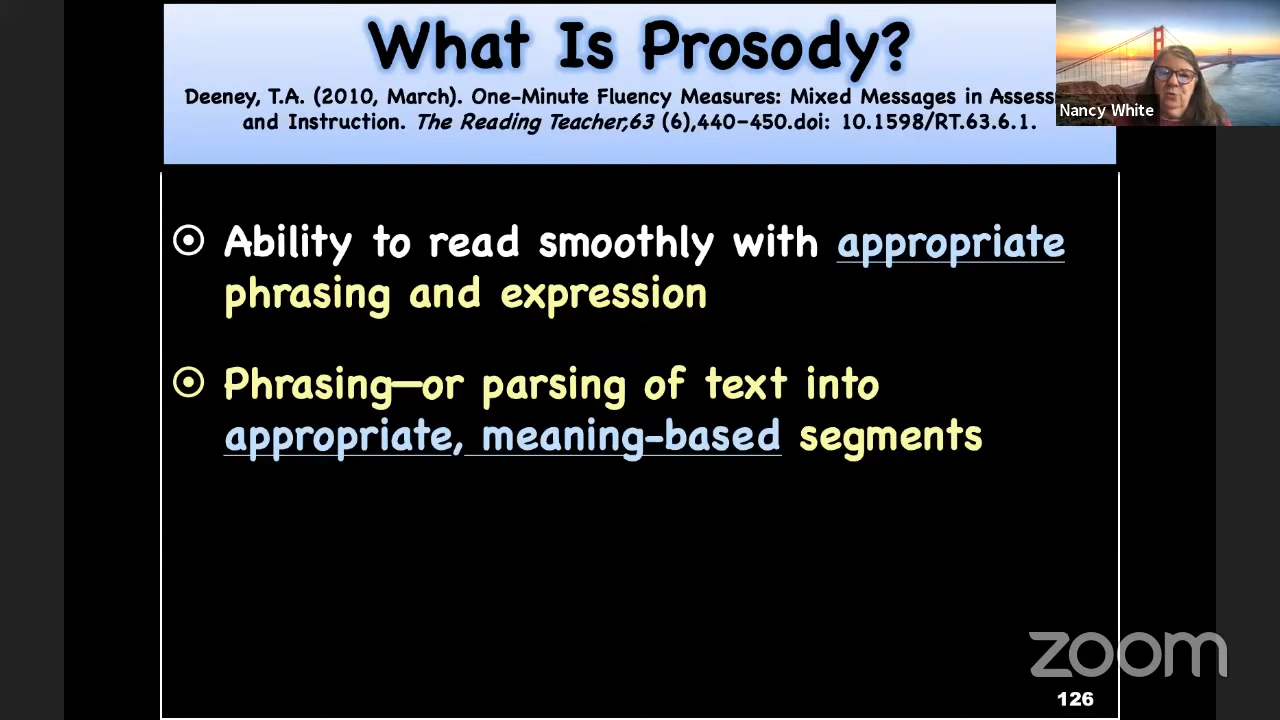 What Is Prosody?
Deeney, T.A. (2010, March). One-Minute Fluency Measures: Mixed Messages in Assess
and Instruction. The Reading Teacher,63 (6),440-450.doi: 10.1598/RT.63.6.1.
Nancy White
Ability to read smoothly with appropriate
phrasing and expression
Phrasing—or parsing of text into
appropriate, meaning-based segments
zoom
126